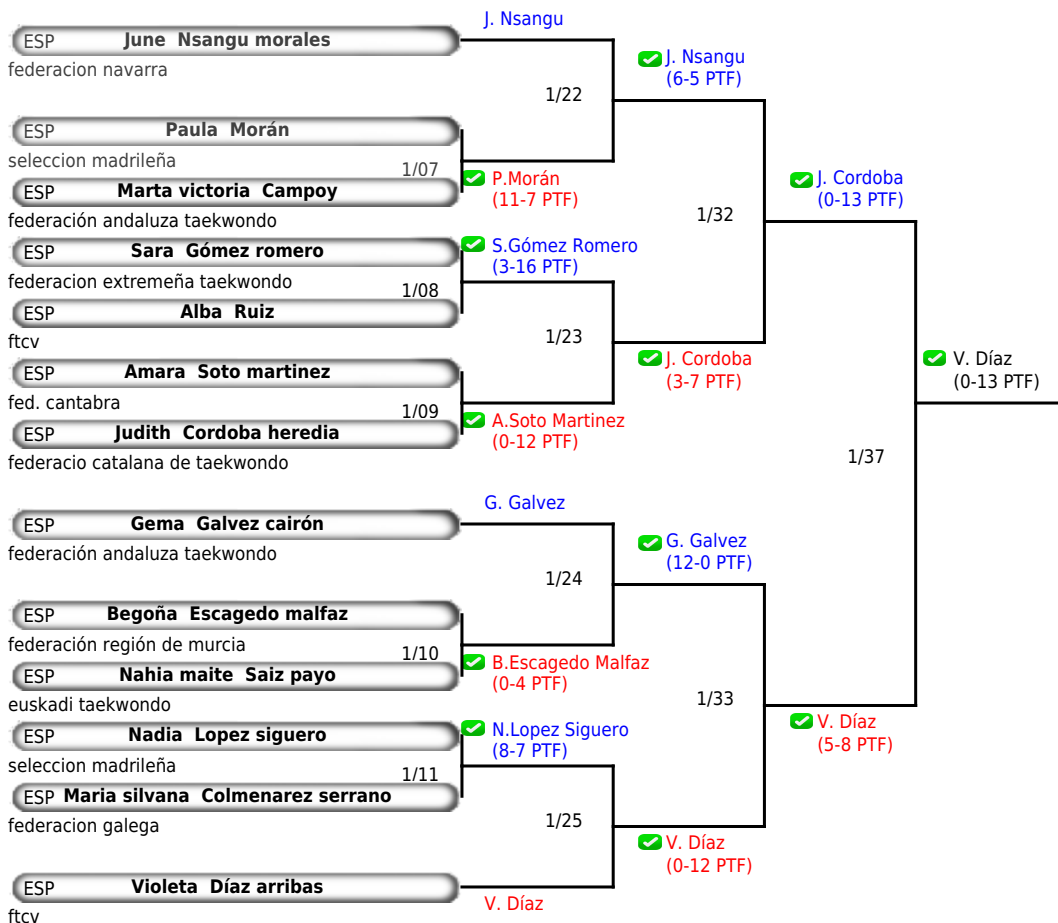 J. Nsangu
ESP June Nsangu morales
federacion navarra
J. Nsangu
(6-5 PTF)
1/22
ESP Paula Morán
seleccion madrileña
1/07
P.Morán
(11-7 PTF)
ESP Marta victoria Campoy
federación andaluza taekwondo
J. Cordoba
(0-13 PTF)
1/32
ESP Sara Gómez romero
federacion extremeña taekwondo
S.Gómez Romero
(3-16 PTF)
1/08
ESP Alba Ruiz
ftcv
1/23
J. Cordoba
(3-7 PTF)
V. Díaz
(0-13 PTF)
ESP Amara Soto martinez
fed. cantabra
1/09
A.Soto Martinez
(0-12 PTF)
ESP Judith Cordoba heredia
federacio catalana de taekwondo
1/37
G. Galvez
ESP Gema Galvez cairón
federación andaluza taekwondo
G. Galvez
(12-0 PTF)
1/24
ESP Begoña Escagedo malfaz
federación región de murcia
1/10
B.Escagedo Malfaz
(0-4 PTF)
ESP Nahia maite Saiz payo
euskadi taekwondo
1/33
V. Díaz
(5-8 PTF)
ESP Nadia Lopez siguero
seleccion madrileña
N.Lopez Siguero
(8-7 PTF)
1/11
ESP Maria silvana Colmenarez serrano
federacion galega
1/25
V. Díaz
(0-12 PTF)
ESP Violeta Díaz arribas
ftcv
V. Díaz